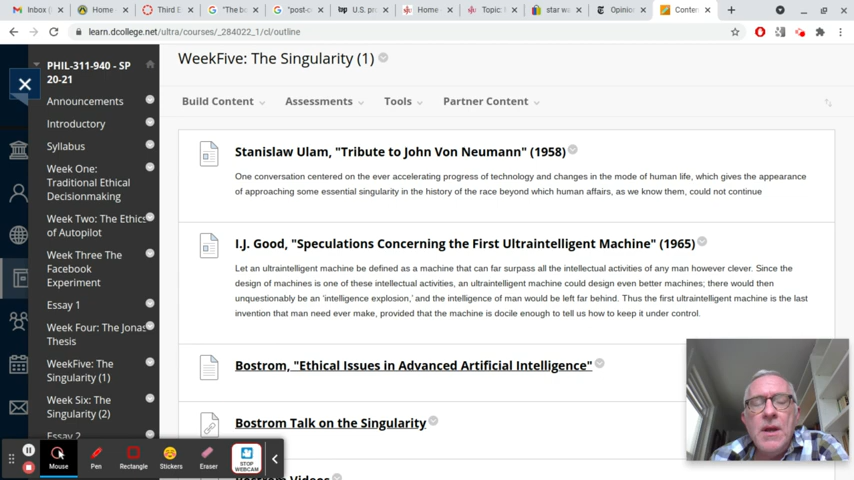 Inbox (
Home
Third E
"The bo
"post-c
U.S. pr
Home
Topic:
star wa
Opinion
Conten
learn.dcollege.net/ultra/courses/_284022_1/cl/outline
PHIL-311-940 - SP
20-21
Announcements
Introductory
Syllabus
Week One:
Traditional Ethical
Decisionmaking
Week Two: The Ethics
of Autopilot
Week Three The
Facebook
Experiment
Essay 1
Week Four: The Jonas
Thesis
WeekFive: The
Singularity (1)
Week Six: The
Singularity (2)
Essay 2
WeekFive: The Singularity (1)
Build Content
Assessments
Tools
Partner Content
Stanislaw Ulam, "Tribute to John Von Neumann" (1958)
One conversation centered on the ever accelerating progress of technology and changes in the mode of human life, which gives the appearance
of approaching some essential singularity in the history of the race beyond which human affairs, as we know them, could not continue
I.J. Good, "Speculations Concerning the First Ultraintelligent Machine" (1965)
Let an ultraintelligent machine be defined as a machine that can far surpass all the intellectual activities of any man however clever. Since the
design of machines is one of these intellectual activities, an ultraintelligent machine could design even better machines; there would then
unquestionably be an 'intelligence explosion,' and the intelligence of man would be left far behind. Thus the first ultraintelligent machine is the last
invention that man need ever make, provided that the machine is docile enough to tell us how to keep it under control.
Bostrom, "Ethical Issues in Advanced Artificial Intelligence"
Bostrom Talk on the Singularity
Bostrom Videos
Mouse
Pen
Rectangle
Stickers
Eraser
STOP
WEBCAM